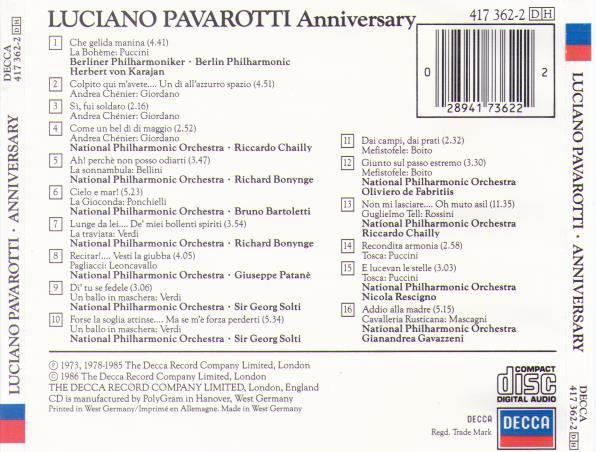 LUCIANO PAVAROTTI Anniversary
417 362-2 DH
0 28941 73622 2
1 Che gelida manina (4.41)
La Bohème: Puccini
Berliner Philharmoniker · Berlin Philharmonic
Herbert von Karajan
2 Colpito qui m'avete.... Un dì all'azzurro spazio (4.51)
Andrea Chénier: Giordano
3 Sì, fui soldato (2.16)
Andrea Chénier: Giordano
4 Come un bel dì di maggio (2.52)
Andrea Chénier: Giordano
National Philharmonic Orchestra · Riccardo Chailly
5 Ah! perchè non posso odiarti (3.47)
La sonnambula: Bellini
National Philharmonic Orchestra · Richard Bonynge
6 Cielo e mar! (5.23)
La Gioconda: Ponchielli
National Philharmonic Orchestra · Bruno Bartoletti
7 Lunge da lei.... De' miei bollenti spiriti (3.54)
La traviata: Verdi
National Philharmonic Orchestra · Richard Bonynge
8 Recitar!.... Vesti la giubba (4.05)
Pagliacci: Leoncavallo
National Philharmonic Orchestra · Giuseppe Patanè
9 Di' tu se fedele (3.06)
Un ballo in maschera: Verdi
National Philharmonic Orchestra · Sir Georg Solti
10 Forse la soglia attinse.... Ma se m'è forza perderti (5.34)
Un ballo in maschera: Verdi
National Philharmonic Orchestra · Sir Georg Solti
11 Dai campi, dai prati (2.32)
Mefistofele: Boito
12 Giunto sul passo estremo (3.30)
Mefistofele: Boito
National Philharmonic Orchestra
Oliviero de Fabritiis
13 Non mi lasciare.... Oh muto asil (11.35)
Guglielmo Tell: Rossini
National Philharmonic Orchestra
Riccardo Chailly
14 Recondita armonia (2.58)
Tosca: Puccini
15 E lucevan le stelle (3.03)
Tosca: Puccini
National Philharmonic Orchestra
Nicola Rescigno
16 Addio alla madre (5.15)
Cavalleria Rusticana: Mascagni
National Philharmonic Orchestra
Gianandrea Gavazzeni
Ⓟ 1973, 1978-1985 The Decca Record Company Limited, London
© 1986 The Decca Record Company Limited, London
THE DECCA RECORD COMPANY LIMITED, London, England
CD is manufactured by PolyGram in Hanover, West Germany
Printed in West Germany/Imprimé en Allemagne. Made in West Germany
COMPACT
disc
DIGITAL AUDIO
DECCA
Regd. Trade Mark
DECCA
DECCA
417 362-2 DH
LUCIANO PAVAROTTI · ANNIVERSARY
LUCIANO PAVAROTTI · ANNIVERSARY
DECCA
417 362-2 DH